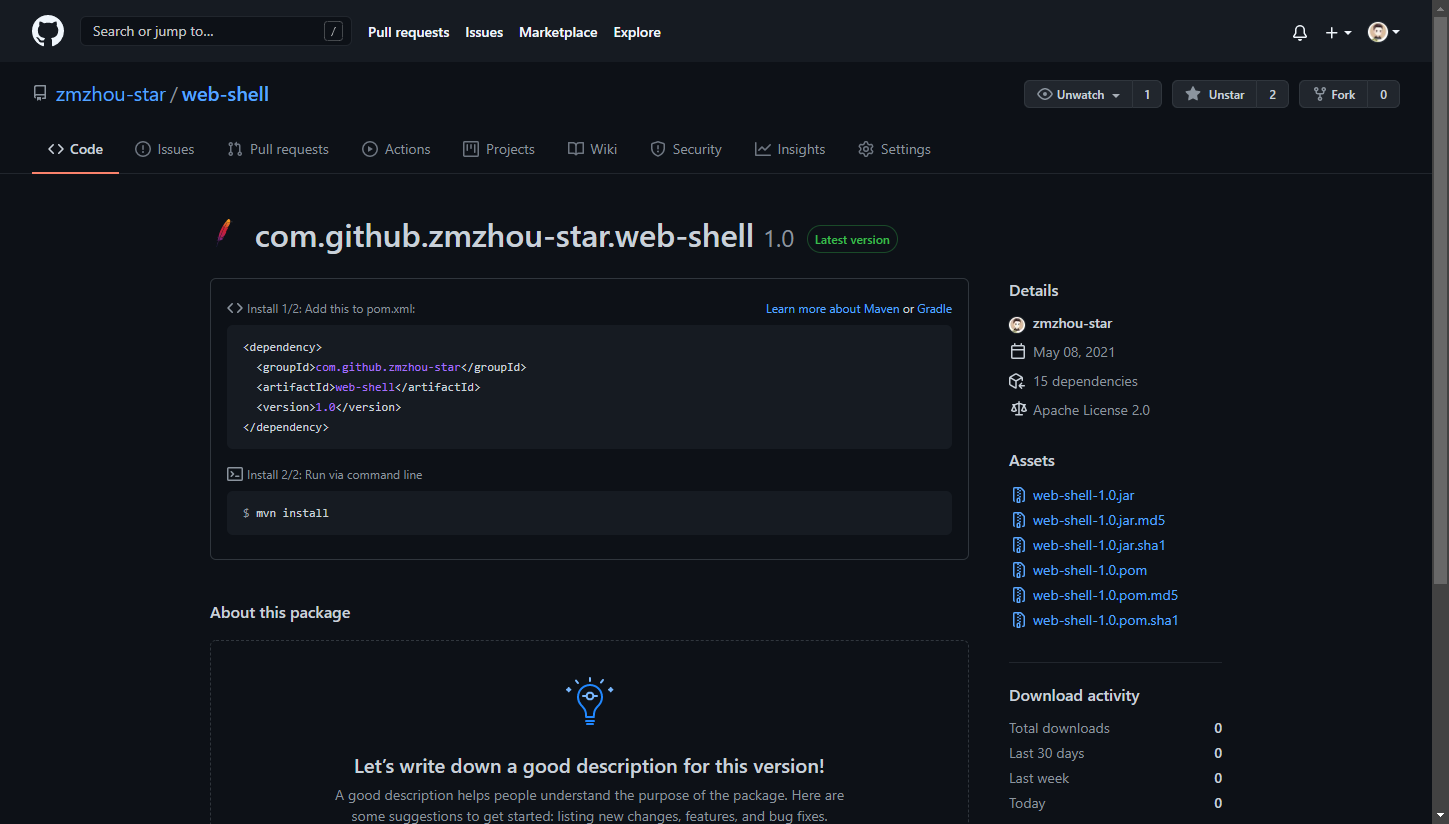 Search or jump to... /
Pull requests Issues Marketplace Explore
zmzhou-star / web-shell
Unwatch 1 Unstar 2 Fork 0
Code Issues Pull requests Actions Projects Wiki Security Insights Settings
com.github.zmzhou-star.web-shell 1.0 Latest version
Install 1/2: Add this to pom.xml: Learn more about Maven or Gradle
<dependency>
  <groupId>com.github.zmzhou-star</groupId>
  <artifactId>web-shell</artifactId>
  <version>1.0</version>
</dependency>
Install 2/2: Run via command line
$ mvn install
About this package
Let’s write down a good description for this version!
A good description helps people understand the purpose of the package. Here are
some suggestions to get started: listing new changes, features, and bug fixes.
Details
zmzhou-star
May 08, 2021
15 dependencies
Apache License 2.0
Assets
web-shell-1.0.jar
web-shell-1.0.jar.md5
web-shell-1.0.jar.sha1
web-shell-1.0.pom
web-shell-1.0.pom.md5
web-shell-1.0.pom.sha1
Download activity
Total downloads 0
Last 30 days 0
Last week 0
Today 0